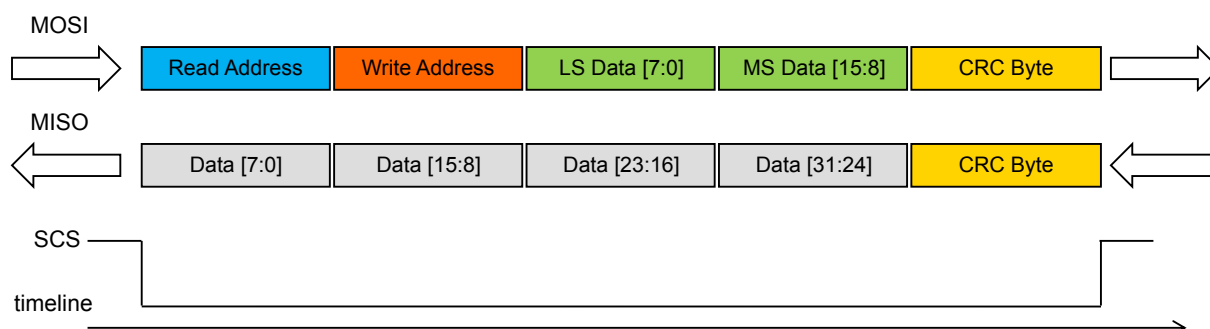 MOSI
Read Address Write Address LS Data [7:0] MS Data [15:8] CRC Byte
MISO
Data [7:0] Data [15:8] Data [23:16] Data [31:24] CRC Byte
SCS
timeline